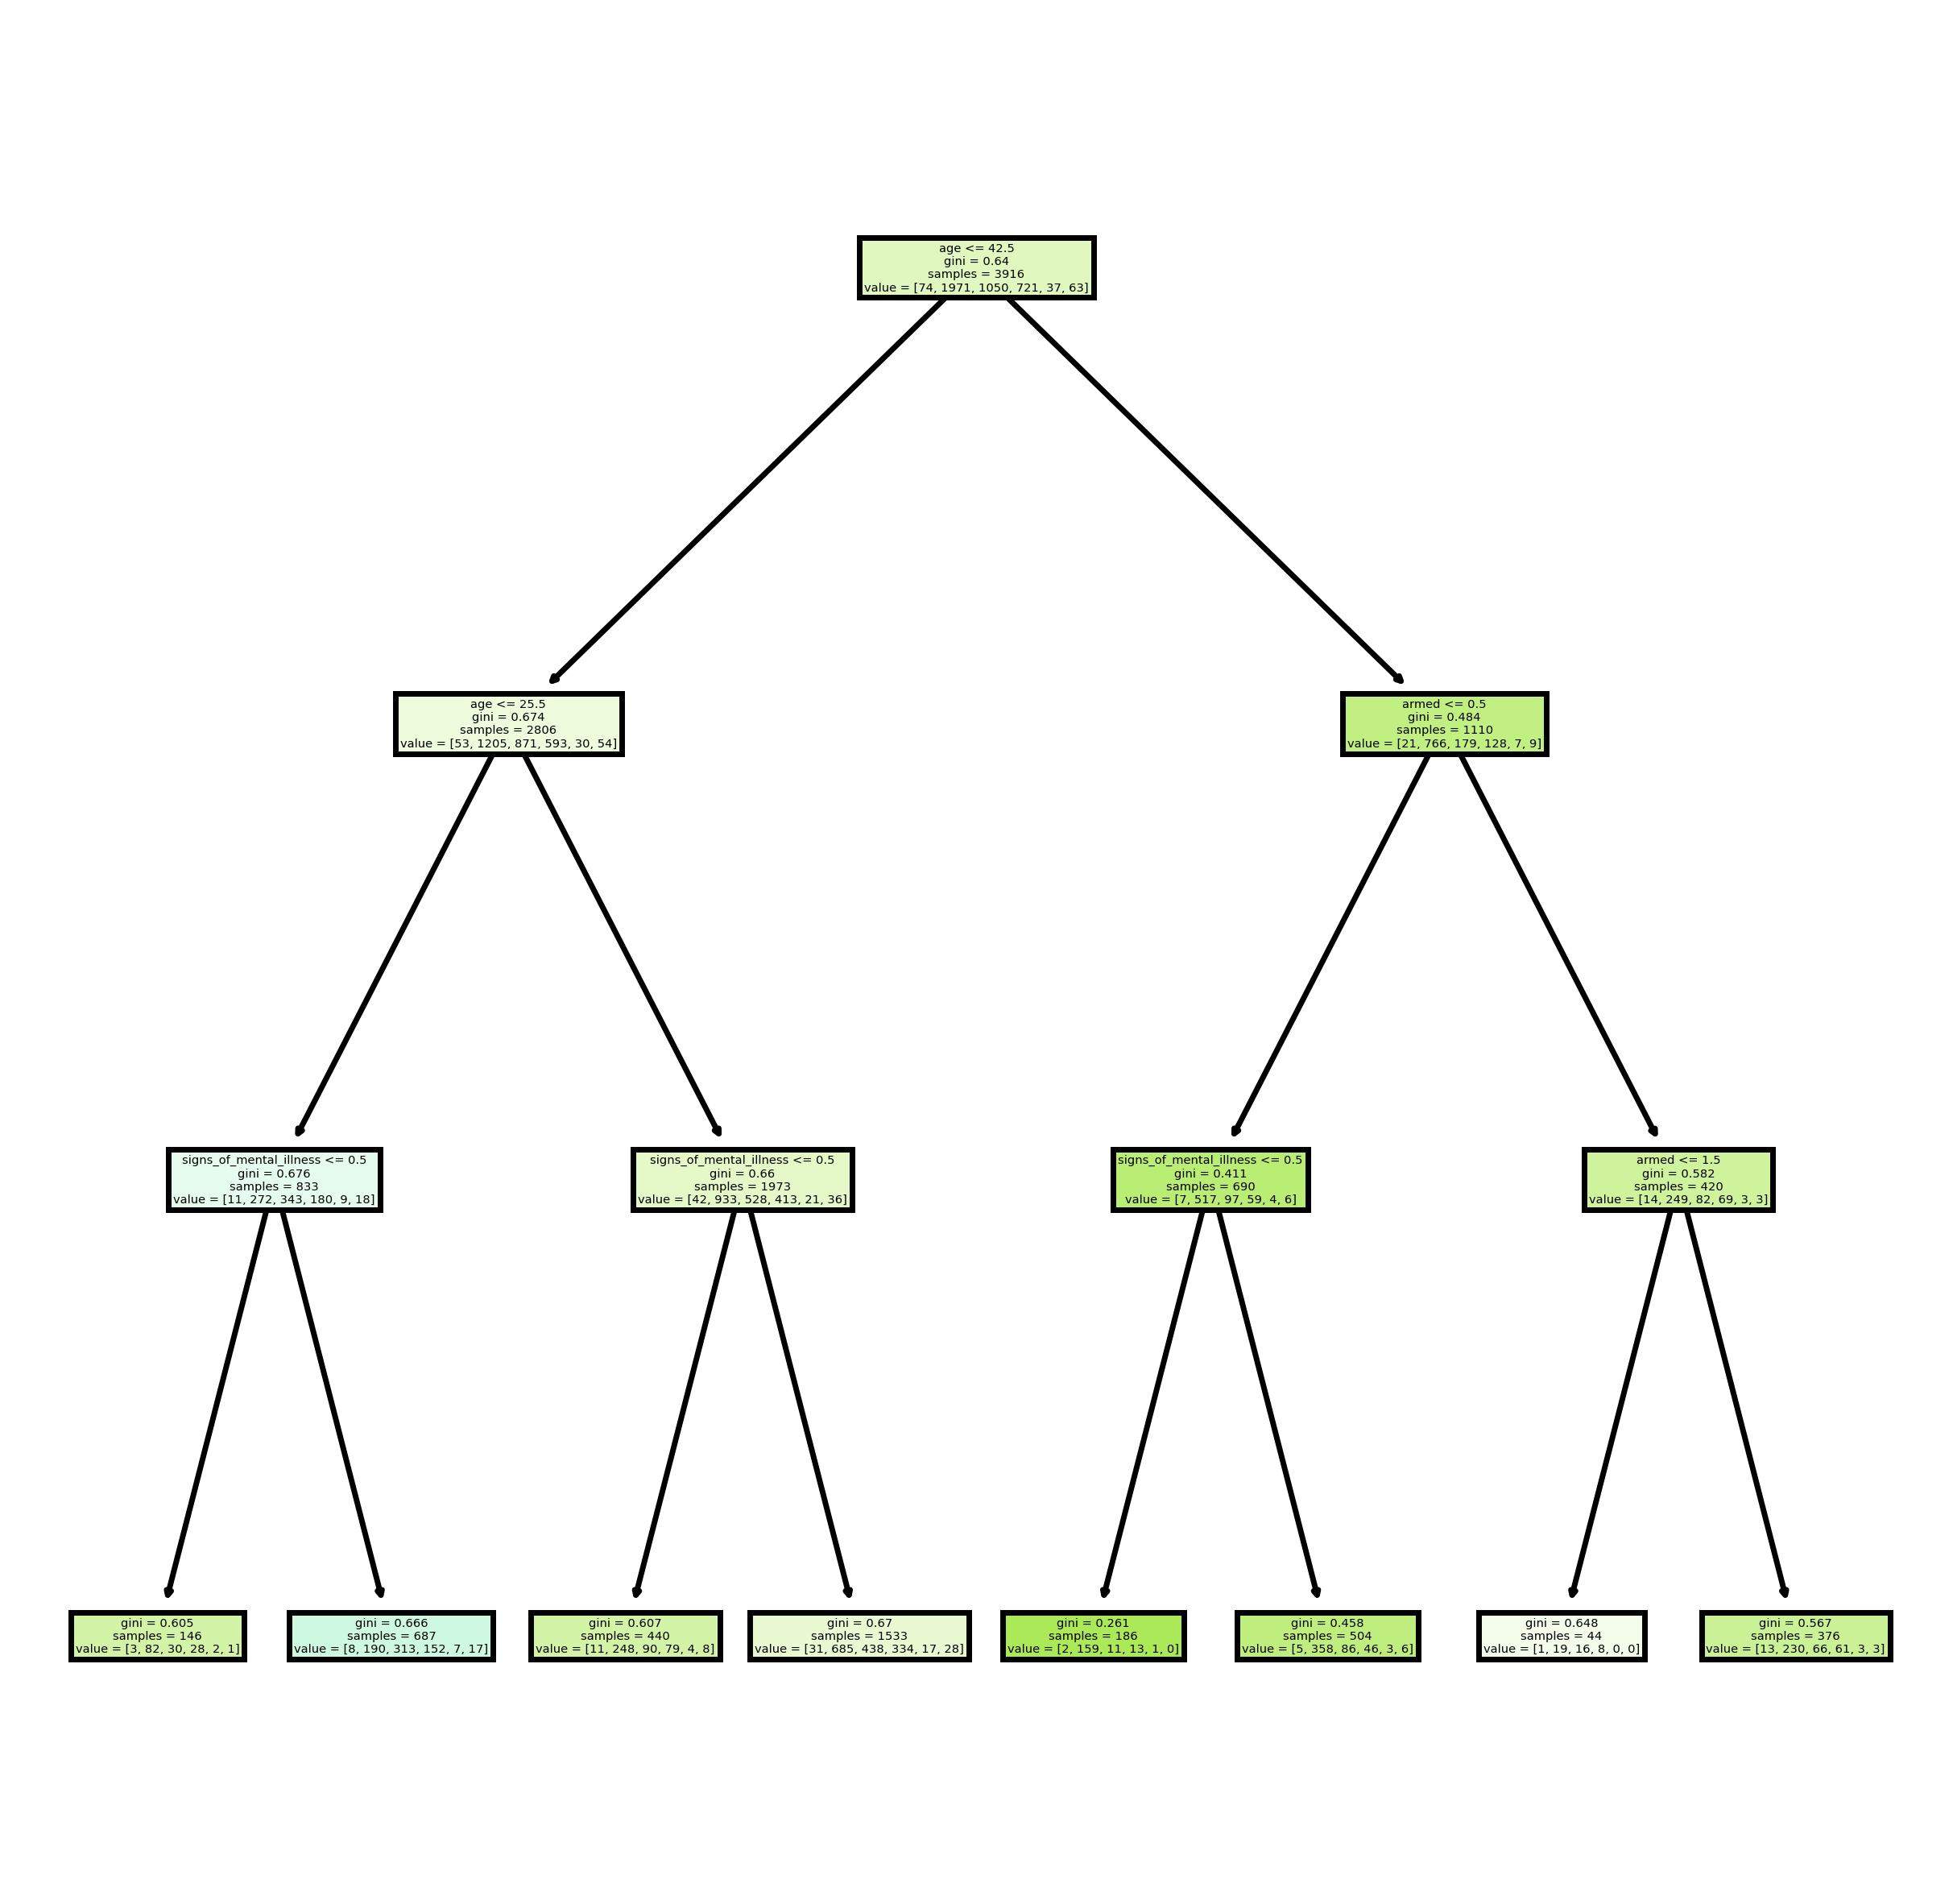 age <= 42.5
gini = 0.64
samples = 3916
value = [74, 1971, 1050, 721, 37, 63]
age <= 25.5
gini = 0.674
samples = 2806
value = [53, 1205, 871, 593, 30, 54]
armed <= 0.5
gini = 0.484
samples = 1110
value = [21, 766, 179, 128, 7, 9]
signs_of_mental_illness <= 0.5
gini = 0.676
samples = 833
value = [11, 272, 343, 180, 9, 18]
signs_of_mental_illness <= 0.5
gini = 0.66
samples = 1973
value = [42, 933, 528, 413, 21, 36]
signs_of_mental_illness <= 0.5
gini = 0.411
samples = 690
value = [7, 517, 97, 59, 4, 6]
armed <= 1.5
gini = 0.582
samples = 420
value = [14, 249, 82, 69, 3, 3]
gini = 0.605
samples = 146
value = [3, 82, 30, 28, 2, 1]
gini = 0.666
samples = 687
value = [8, 190, 313, 152, 7, 17]
gini = 0.607
samples = 440
value = [11, 248, 90, 79, 4, 8]
gini = 0.67
samples = 1533
value = [31, 685, 438, 334, 17, 28]
gini = 0.261
samples = 186
value = [2, 159, 11, 13, 1, 0]
gini = 0.458
samples = 504
value = [5, 358, 86, 46, 3, 6]
gini = 0.648
samples = 44
value = [1, 19, 16, 8, 0, 0]
gini = 0.567
samples = 376
value = [13, 230, 66, 61, 3, 3]